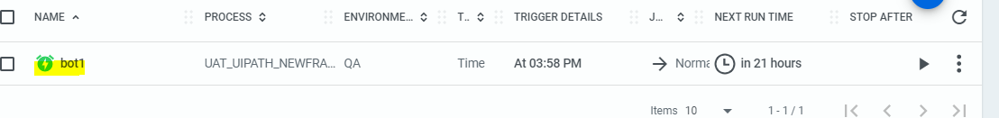 NAME PROCESS ENVIRONME... T.. TRIGGER DETAILS J... NEXT RUN TIME STOP AFTER
bot1 UAT_UIPATH_NEWFRA... QA Time At 03:58 PM Norma in 21 hours
Items 10 1 - 1 / 1